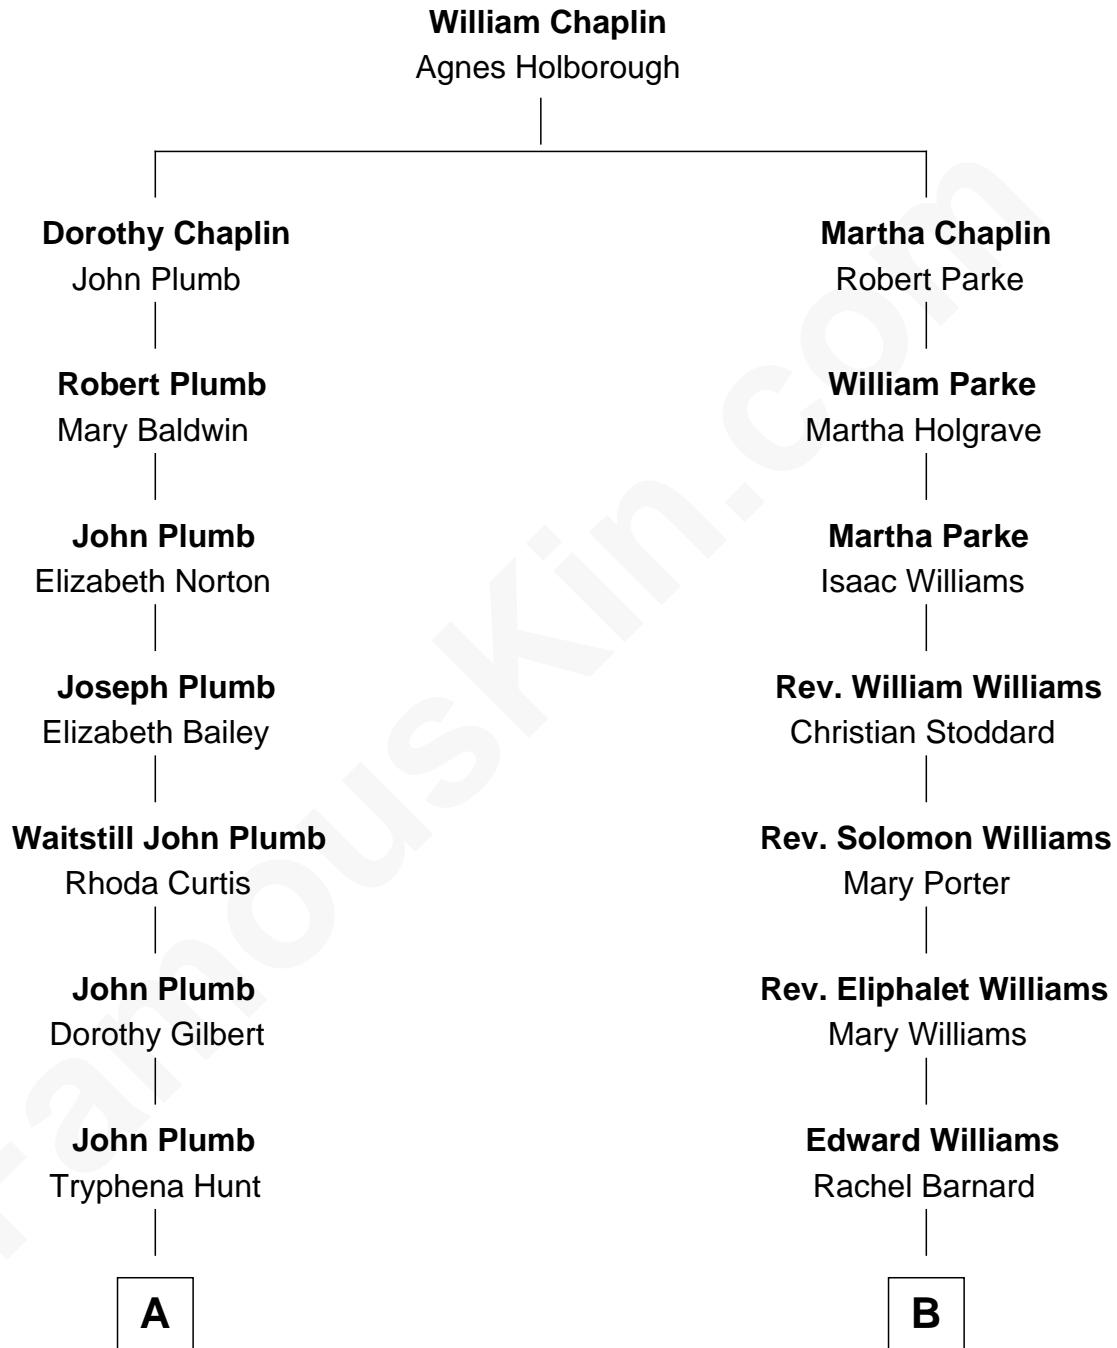 William Chaplin
Agnes Holborough
Dorothy Chaplin
John Plumb
Martha Chaplin
Robert Parke
Robert Plumb
Mary Baldwin
William Parke
Martha Holgrave
John Plumb
Elizabeth Norton
Martha Parke
Isaac Williams
Joseph Plumb
Elizabeth Bailey
Rev. William Williams
Christian Stoddard
Waitstill John Plumb
Rhoda Curtis
Rev. Solomon Williams
Mary Porter
John Plumb
Dorothy Gilbert
Rev. Eliphalet Williams
Mary Williams
John Plumb
Tryphena Hunt
Edward Williams
Rachel Barnard
A
B
FamousKin.com